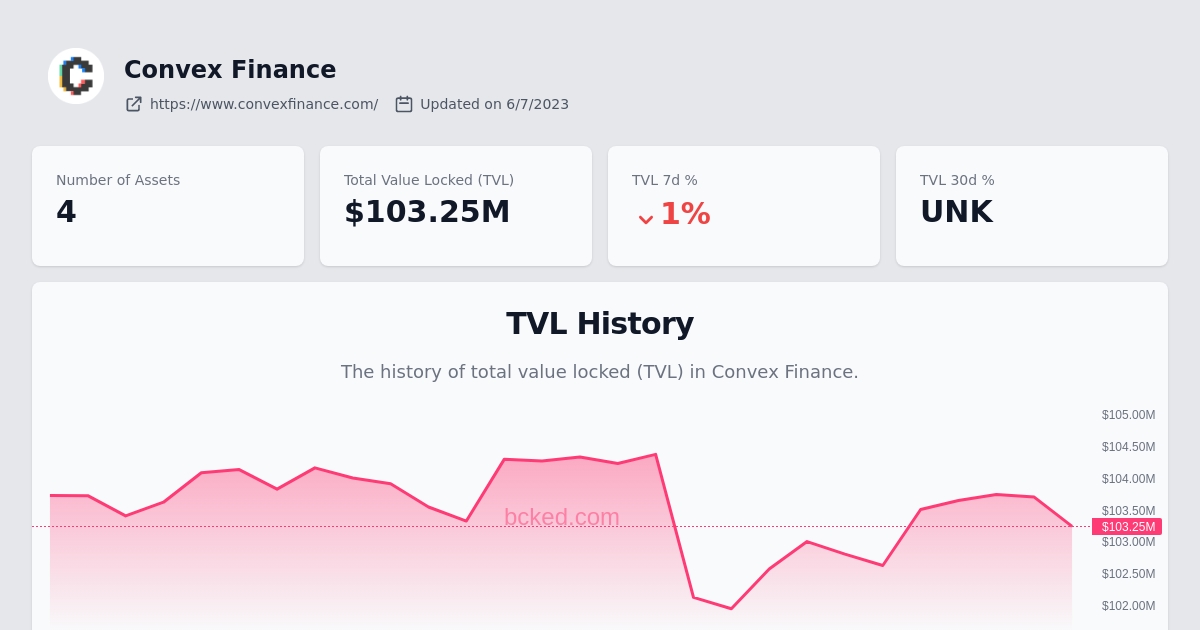 Convex Finance
https://www.convexfinance.com/ Updated on 6/7/2023
Number of Assets
4
Total Value Locked (TVL)
$103.25M
TVL 7d %
1%
TVL 30d %
UNK
TVL History
The history of total value locked (TVL) in Convex Finance.
$105.00M
$104.50M
$104.00M
$103.50M
bcked.com
$103.25M
$103.00M
$102.50M
$102.00M